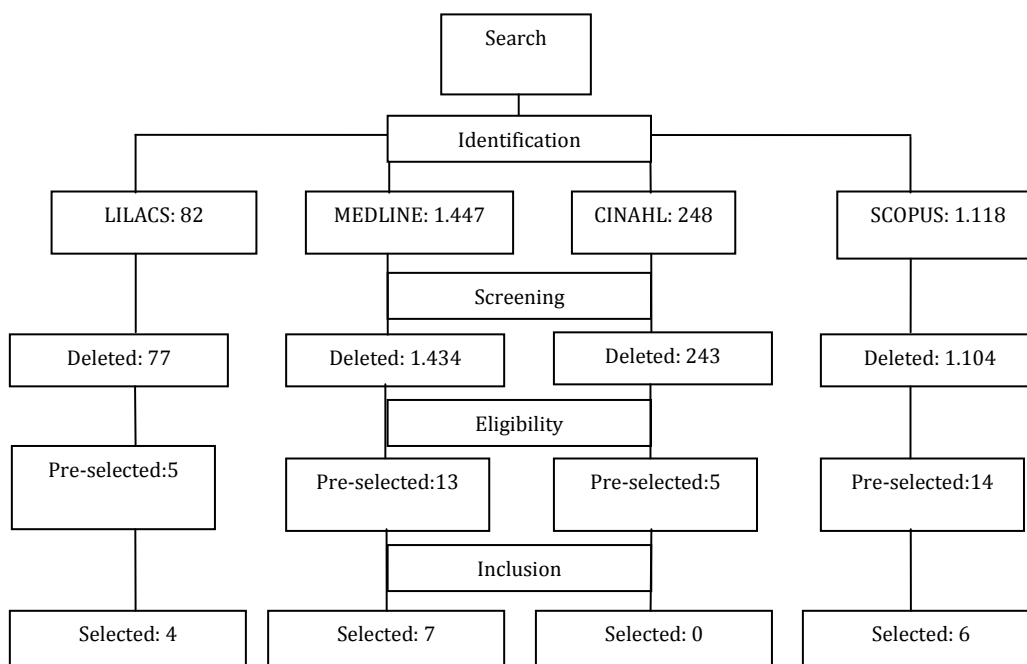 Search
Identification
LILACS: 82
MEDLINE: 1.447
CINAHL: 248
SCOPUS: 1.118
Screening
Deleted: 77
Deleted: 1.434
Deleted: 243
Deleted: 1.104
Eligibility
Pre-selected:5
Pre-selected:13
Pre-selected:5
Pre-selected:14
Inclusion
Selected: 4
Selected: 7
Selected: 0
Selected: 6